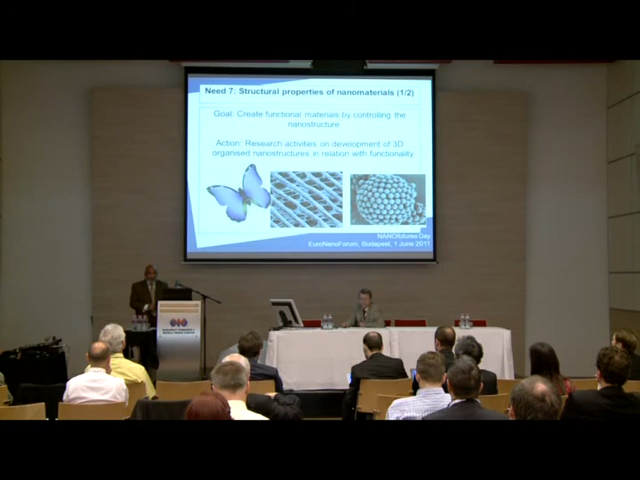 Need 7: Structural properties of nanomaterials (1/2)
Goal: Create functional materials by controlling the
nanostructure
Action: Research activities on development of 3D
organised nanostructures in relation with functionality
NANOfutures Day
EuroNanoForum, Budapest, 1 June 2011